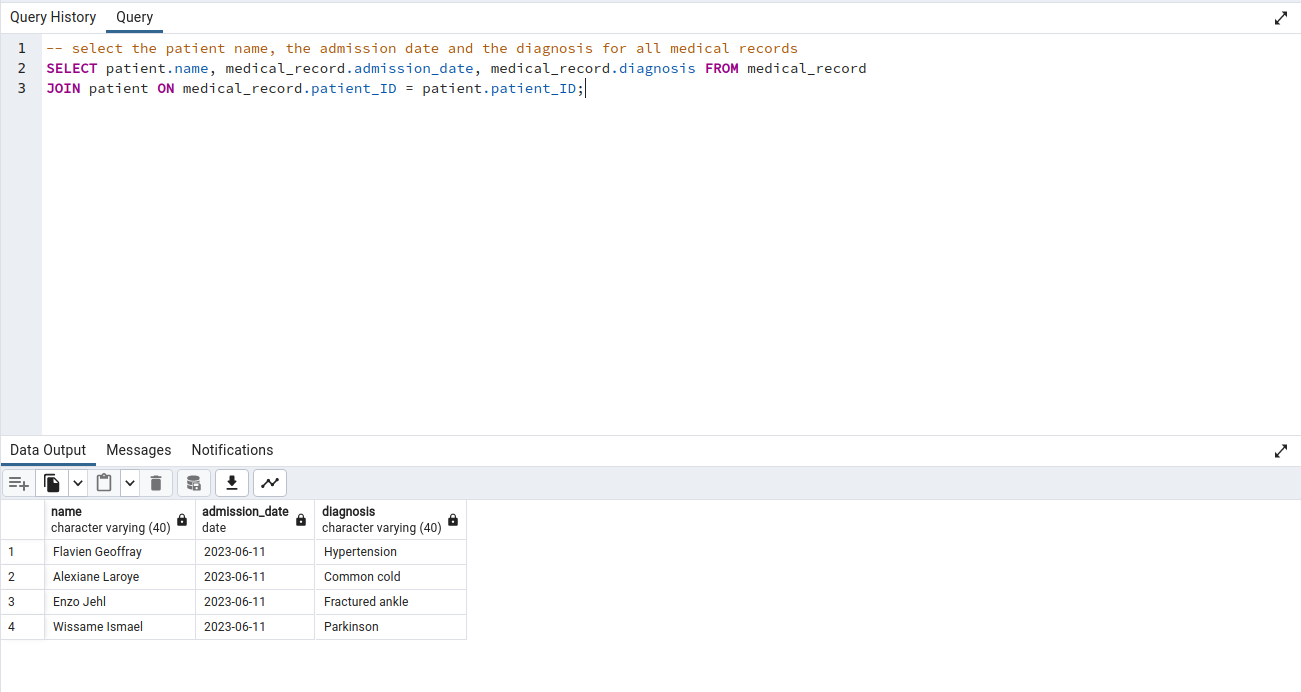 Query History Query
1 -- select the patient name, the admission date and the diagnosis for all medical records
2 SELECT patient.name, medical_record.admission_date, medical_record.diagnosis FROM medical_record
3 JOIN patient ON medical_record.patient_ID = patient.patient_ID;
Data Output Messages Notifications
name admission_date diagnosis
character varying (40) date character varying (40)
1 Flavien Geoffray 2023-06-11 Hypertension
2 Alexiane Laroye 2023-06-11 Common cold
3 Enzo Jehl 2023-06-11 Fractured ankle
4 Wissame Ismael 2023-06-11 Parkinson